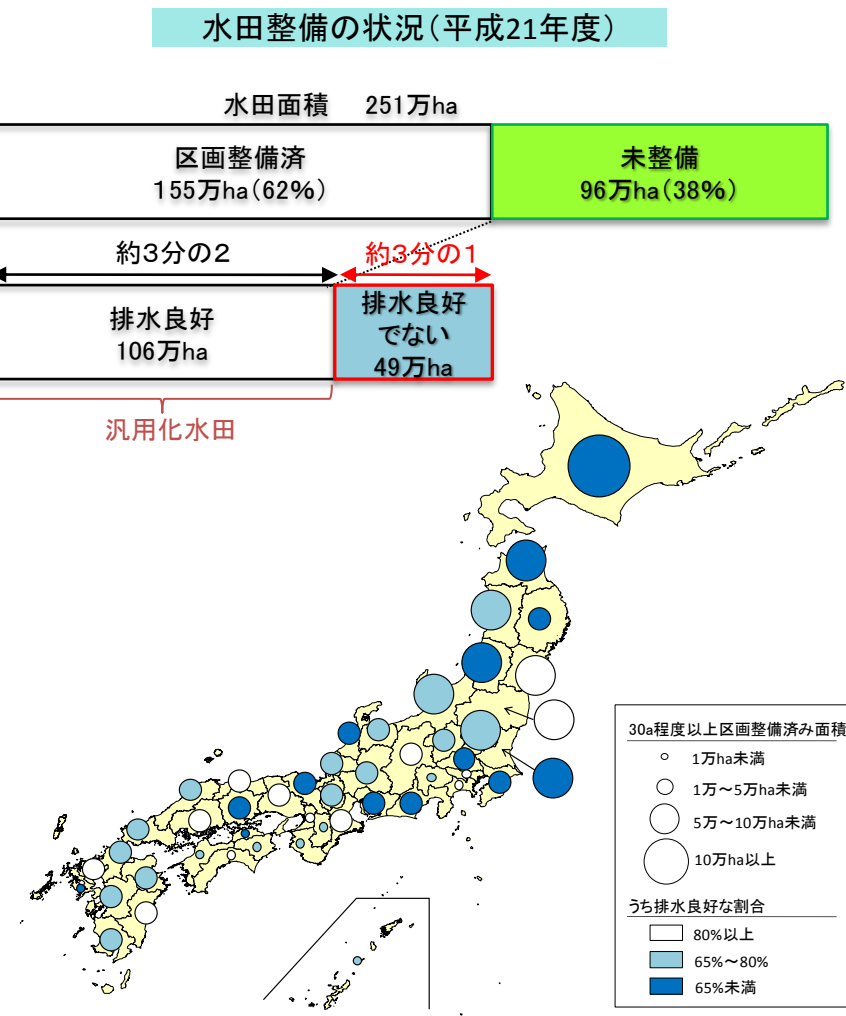 水田整備の状況（平成21年度）
水田面積　251万ha
区画整備済
155万ha（62%）
未整備
96万ha（38%）
約3分の2
約3分の1
排水良好
106万ha
排水良好
でない
49万ha
汎用化水田
30a程度以上区画整備済み面積
1万ha未満
1万～5万ha未満
5万～10万ha未満
10万ha以上
うち排水良好な割合
80%以上
65%～80%
65%未満